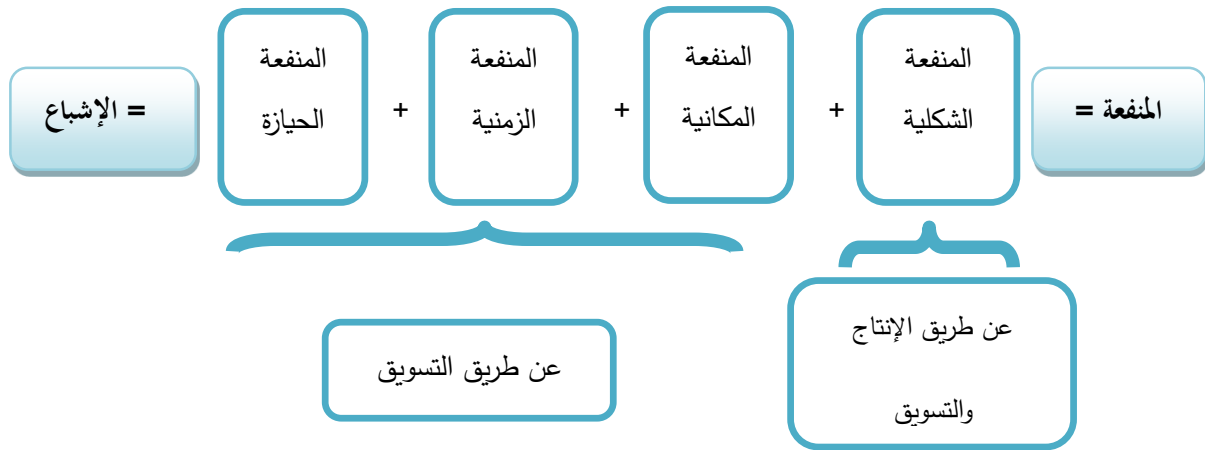 المنفعة =
المنفعة
الشكلية
+
المنفعة
المكانية
+
المنفعة
الزمنية
+
المنفعة
الحيازة
= الإشباع
عن طريق الإنتاج
والتسويق
عن طريق التسويق